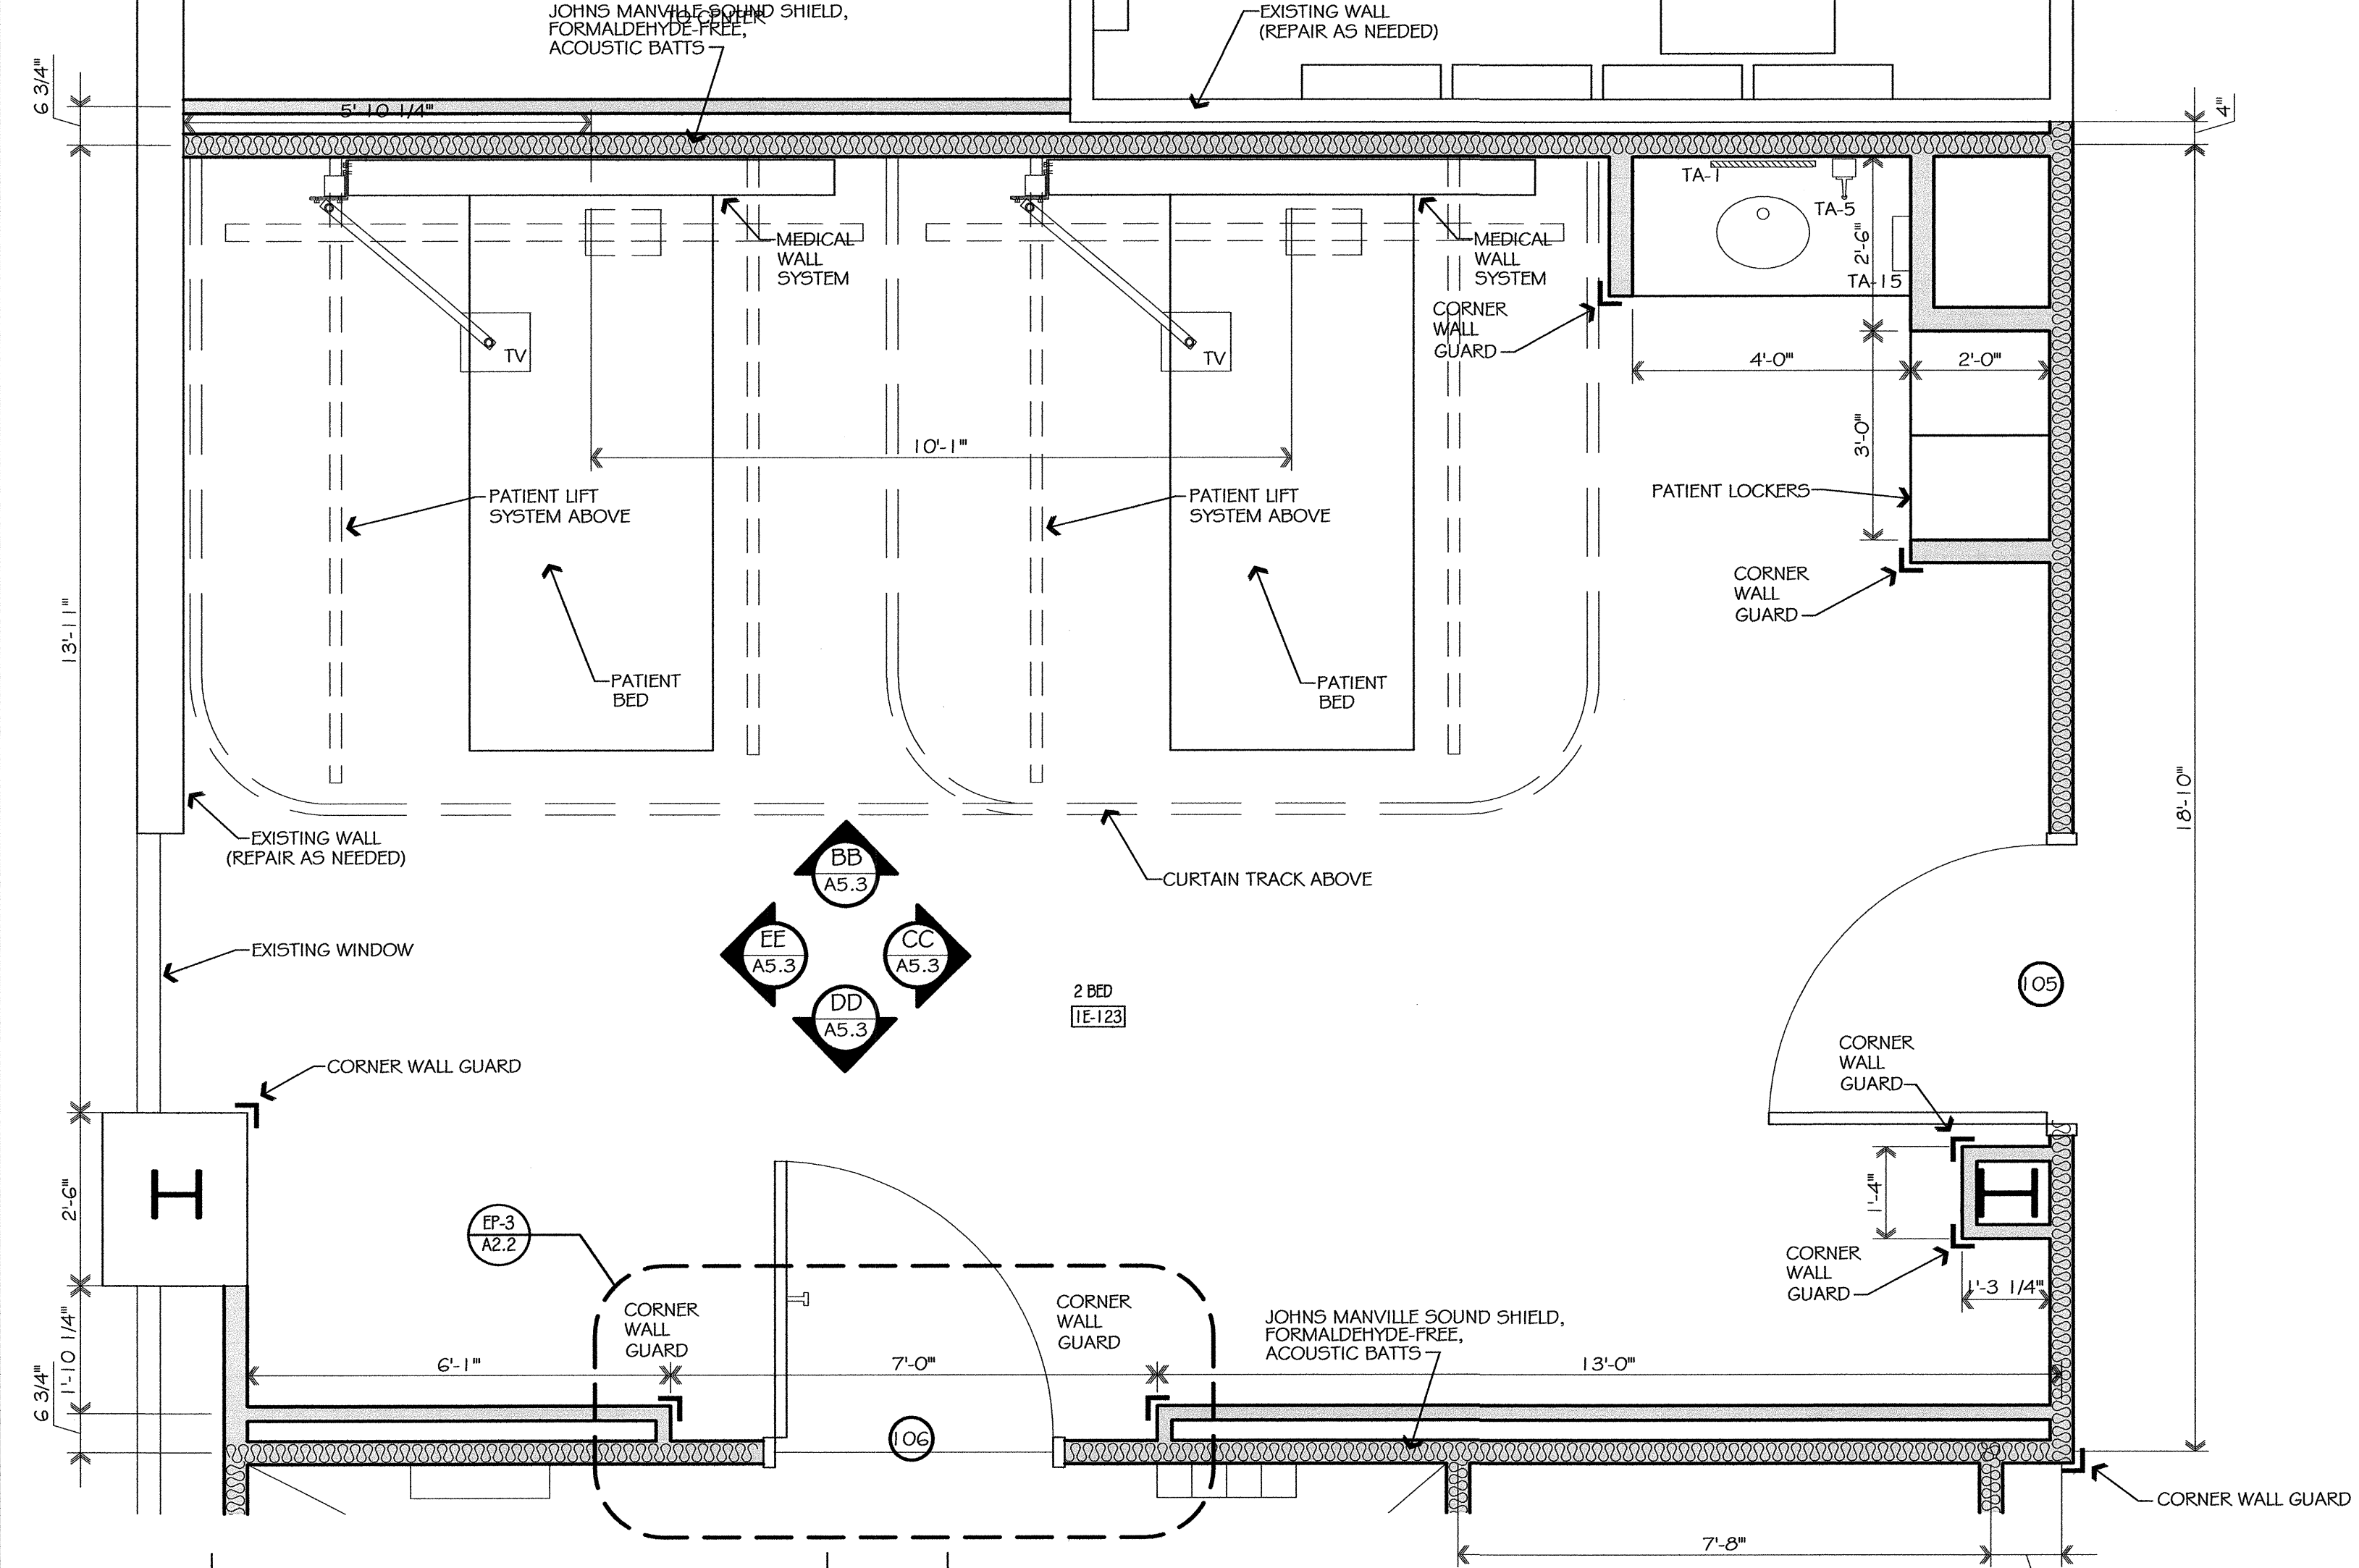 JOHNS MANVILLE SOUND SHIELD,
TO CENTER
FORMALDEHYDE-FREE,
ACOUSTIC BATTS
EXISTING WALL
(REPAIR AS NEEDED)
6 3/4"
5'-10 1/4"
4"
TA-1
TA-5
2'-6"
TA-15
MEDICAL
WALL
SYSTEM
MEDICAL
WALL
SYSTEM
CORNER
WALL
GUARD
TV
TV
4'-0"
2'-0"
10'-1"
3'-0"
PATIENT LIFT
SYSTEM ABOVE
PATIENT LIFT
SYSTEM ABOVE
PATIENT LOCKERS
CORNER
WALL
GUARD
13'-11"
PATIENT
BED
PATIENT
BED
18'-10"
EXISTING WALL
(REPAIR AS NEEDED)
BB
A5.3
CURTAIN TRACK ABOVE
EXISTING WINDOW
EE
A5.3
CC
A5.3
DD
A5.3
2 BED
1E-123
105
CORNER WALL GUARD
CORNER
WALL
GUARD
H
2'-6"
EP-3
A2.2
1'-4"
H
CORNER
WALL
GUARD
1'-3 1/4"
CORNER
WALL
GUARD
CORNER
WALL
GUARD
JOHNS MANVILLE SOUND SHIELD,
FORMALDEHYDE-FREE,
ACOUSTIC BATTS
1'-10 1/4"
6 3/4"
6'-1"
7'-0"
13'-0"
106
CORNER WALL GUARD
7'-8"